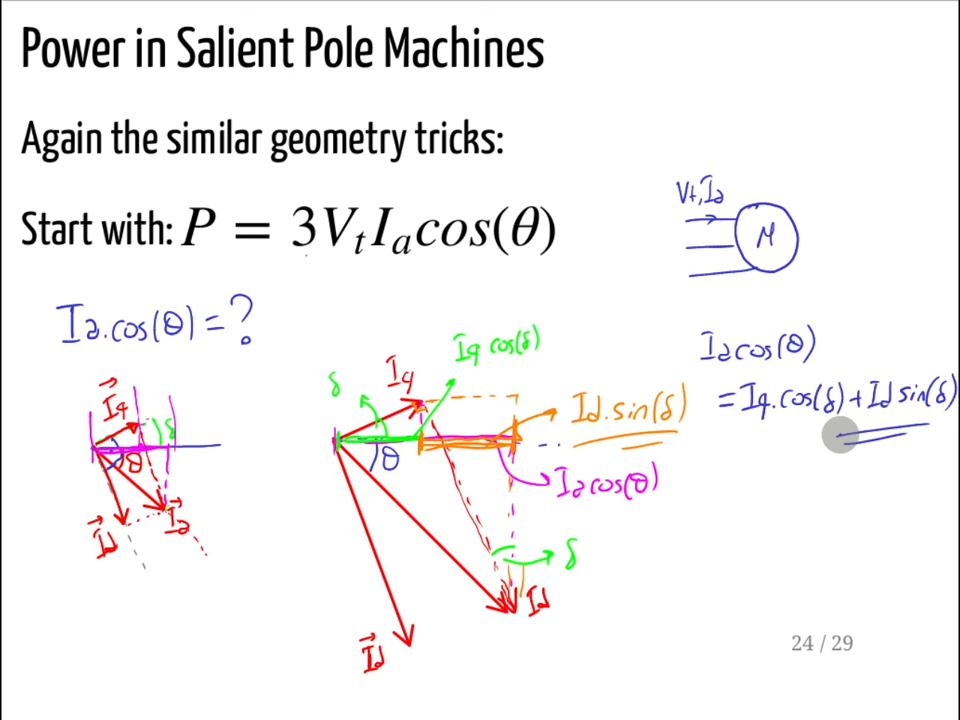 Power in Salient Pole Machines
Again the similar geometry tricks:
Start with: P = 3VₜIₐcos(θ)
Vt, Ia
M
Ia.cos(θ) = ?
Iq
δ
θ
Id
Ia
δ
Iq
Iq cos(δ)
Id.sin(δ)
θ
Ia cos(θ)
δ
Id
Id
Ia cos(θ)
= Iq.cos(δ) + Id sin(δ)
24 / 29